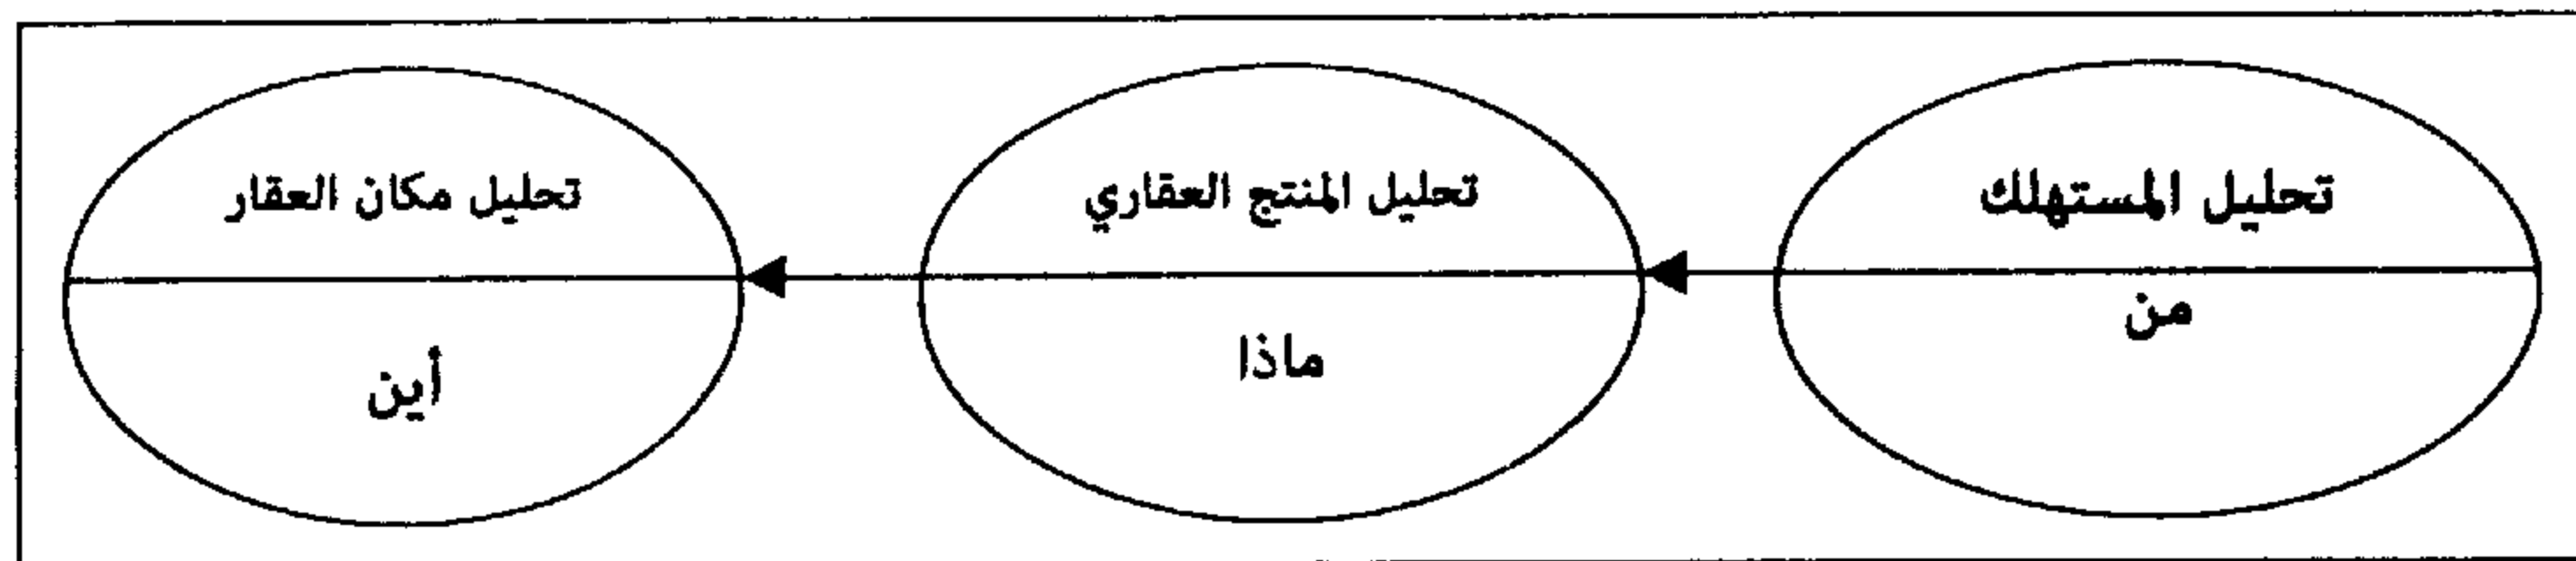 تحليل المستهلك
من
تحليل المنتج العقاري
ماذا
تحليل مكان العقار
أين